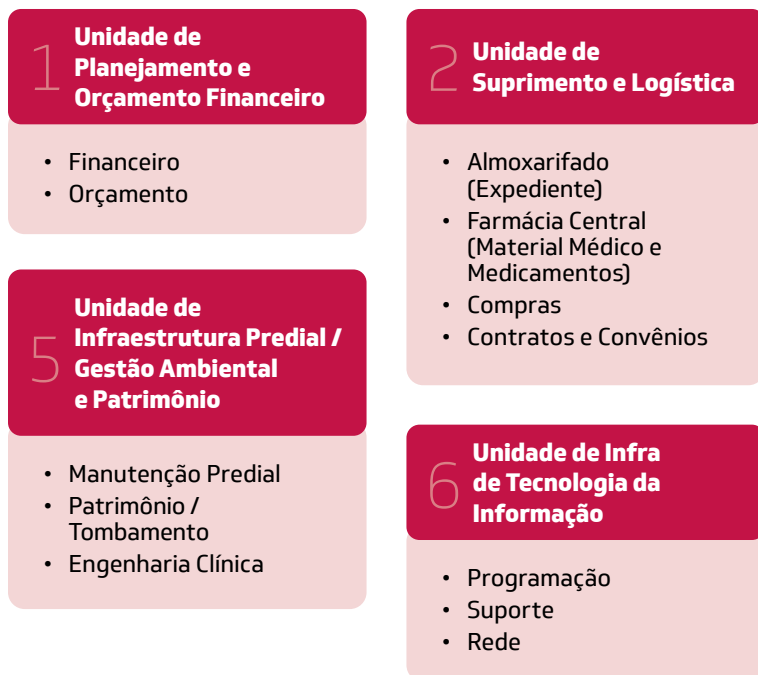 1
Unidade de
Planejamento e
Orçamento Financeiro
• Financeiro
• Orçamento
2
Unidade de
Suprimento e Logística
• Almoxarifado
(Expediente)
• Farmácia Central
(Material Médico e
Medicamentos)
• Compras
• Contratos e Convênios
5
Unidade de
Infraestrutura Predial /
Gestão Ambiental
e Patrimônio
• Manutenção Predial
• Patrimônio /
Tombamento
• Engenharia Clínica
6
Unidade de Infra
de Tecnologia da
Informação
• Programação
• Suporte
• Rede